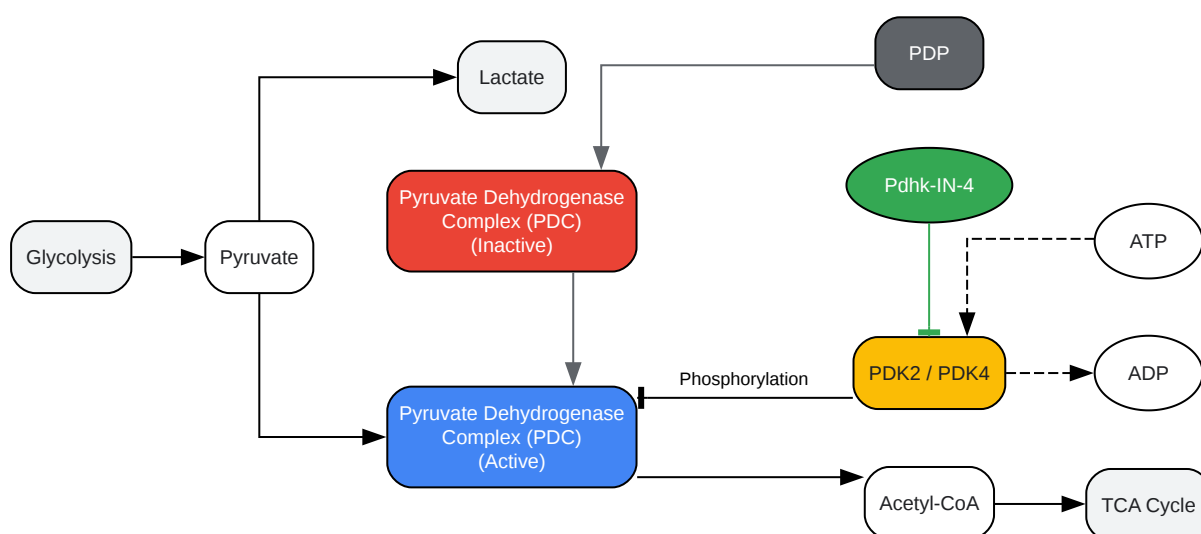 PDP
Lactate
Pdhk-IN-4
Pyruvate Dehydrogenase
Complex (PDC)
(Inactive)
ATP
Glycolysis
Pyruvate
Phosphorylation
PDK2 / PDK4
ADP
Pyruvate Dehydrogenase
Complex (PDC)
(Active)
Acetyl-CoA
TCA Cycle